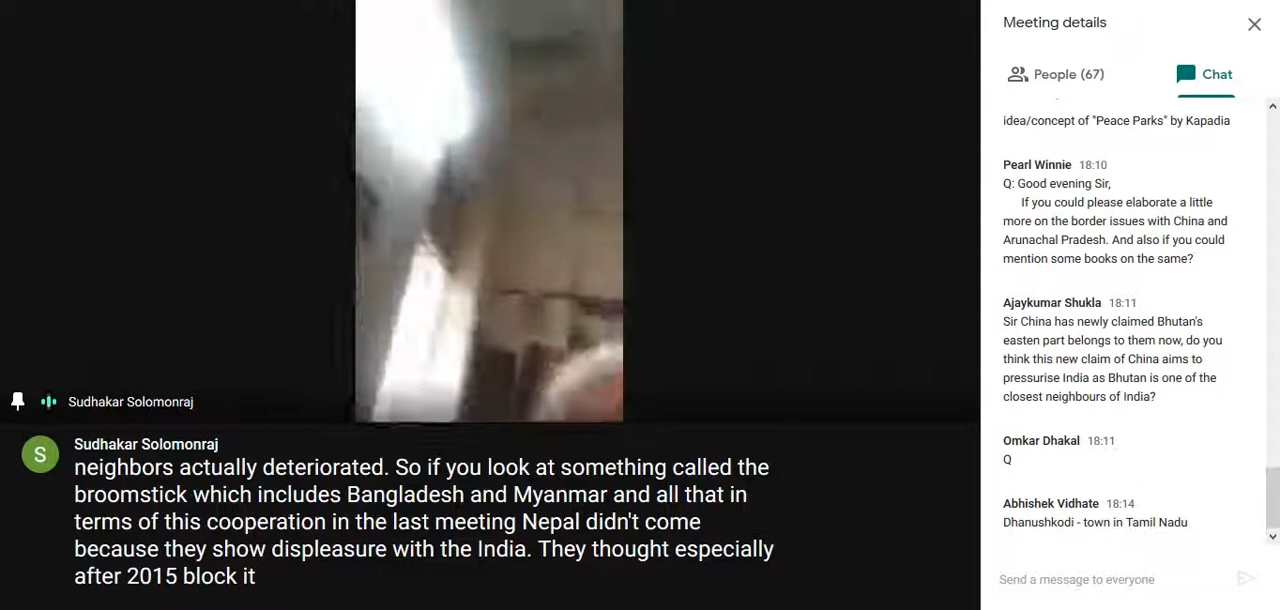 Meeting details
People (67)
Chat
idea/concept of "Peace Parks" by Kapadia
Pearl Winnie 18:10
Q: Good evening Sir,
If you could please elaborate a little
more on the border issues with China and
Arunachal Pradesh. And also if you could
mention some books on the same?
Ajaykumar Shukla 18:11
Sir China has newly claimed Bhutan's
easten part belongs to them now, do you
think this new claim of China aims to
pressurise India as Bhutan is one of the
closest neighbours of India?
Omkar Dhakal 18:11
Q
Abhishek Vidhate 18:14
Dhanushkodi - town in Tamil Nadu
Send a message to everyone
Sudhakar Solomonraj
S
Sudhakar Solomonraj
neighbors actually deteriorated. So if you look at something called the
broomstick which includes Bangladesh and Myanmar and all that in
terms of this cooperation in the last meeting Nepal didn't come
because they show displeasure with the India. They thought especially
after 2015 block it